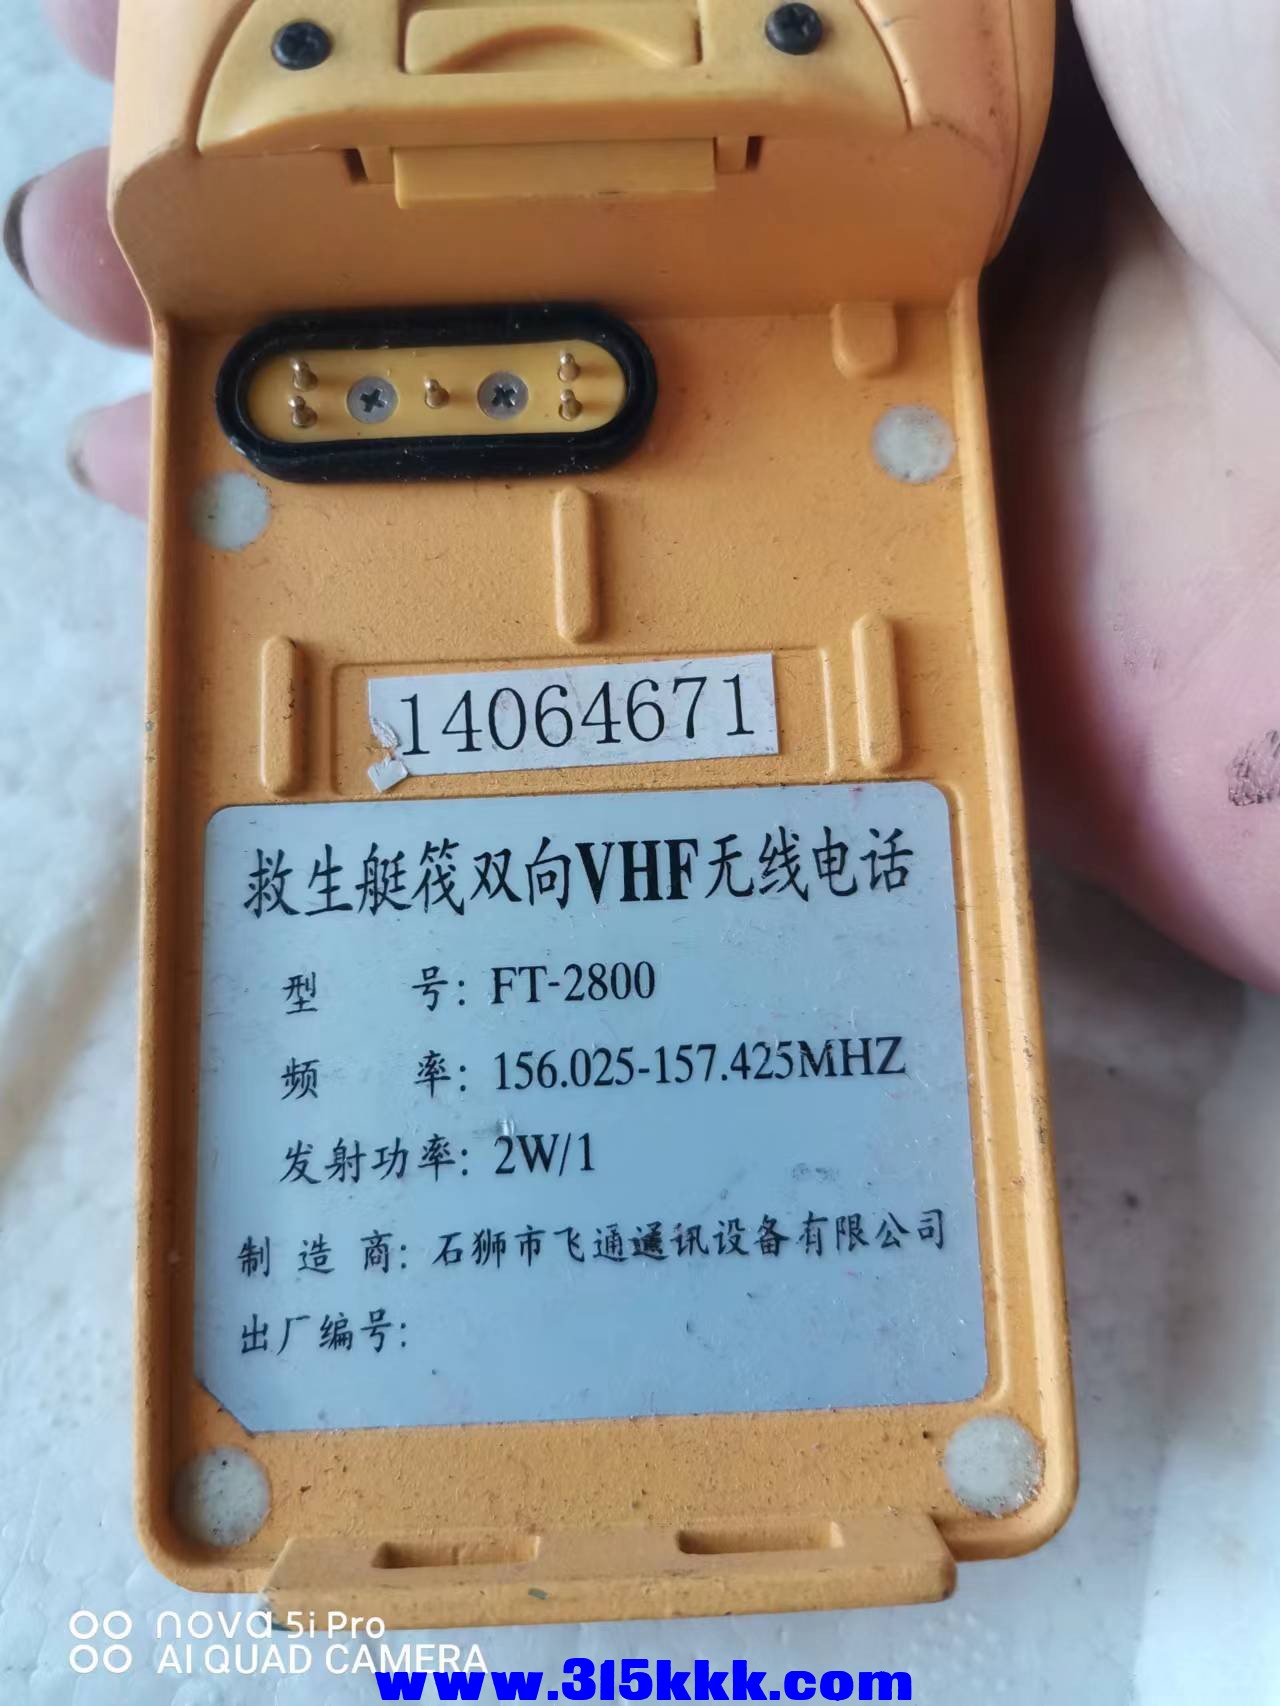 14064671
救生艇筏双向VHF无线电话
型 号: FT-2800
频 率: 156.025-157.425MHZ
发射功率: 2W/1
制 造 商: 石狮市飞通通讯设备有限公司
出厂编号:
nova 5i Pro
AI QUAD CAMERA
www.315kkk.com